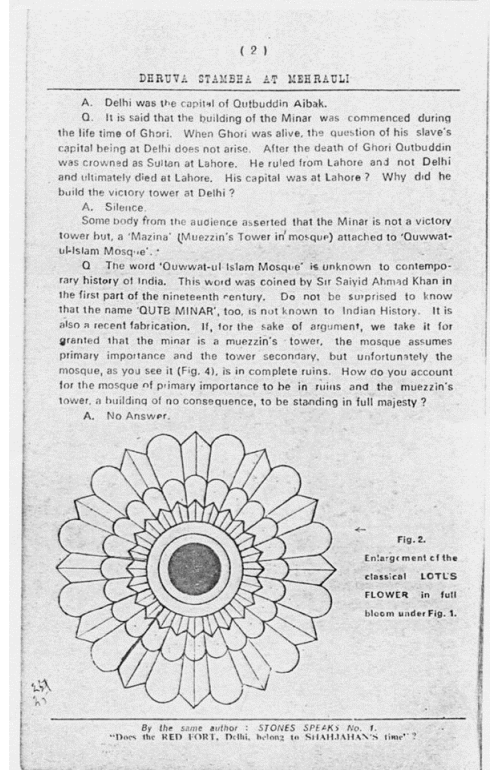 ( 2 )
DHRUVA STAMBHA AT MEHRAULI
A. Delhi was the capital of Qutbuddin Aibak.
Q. It is said that the building of the Minar was commenced during
the life time of Ghori. When Ghori was alive, the question of his slave's
capital being at Delhi does not arise. After the death of Ghori Qutbuddin
was crowned as Sultan at Lahore. He ruled from Lahore and not Delhi
and ultimately died at Lahore. His capital was at Lahore ? Why did he
build the victory tower at Delhi ?
A. Silence.
Some body from the audience asserted that the Minar is not a victory
tower but, a 'Mazina' (Muezzin's Tower in mosque) attached to 'Quwwat-
ul-Islam Mosque'.
Q The word 'Quwwat-ul Islam Mosque' is unknown to contempo-
rary history of India. This word was coined by Sir Saiyid Ahmad Khan in
the first part of the nineteenth century. Do not be surprised to know
that the name 'QUTB MINAR', too, is not known to Indian History. It is
also a recent fabrication. If, for the sake of argument, we take it for
granted that the minar is a muezzin's tower, the mosque assumes
primary importance and the tower secondary, but unfortunately the
mosque, as you see it (Fig. 4), is in complete ruins. How do you account
for the mosque of primary importance to be in ruins and the muezzin's
tower, a building of no consequence, to be standing in full majesty ?
A. No Answer.
Fig. 2.
Enlargement of the
classical LOTUS
FLOWER in full
bloom under Fig. 1.
By the same author : STONES SPEAKS No. 1.
"Does the RED FORT, Delhi, belong to SHAHJAHAN'S time" ?